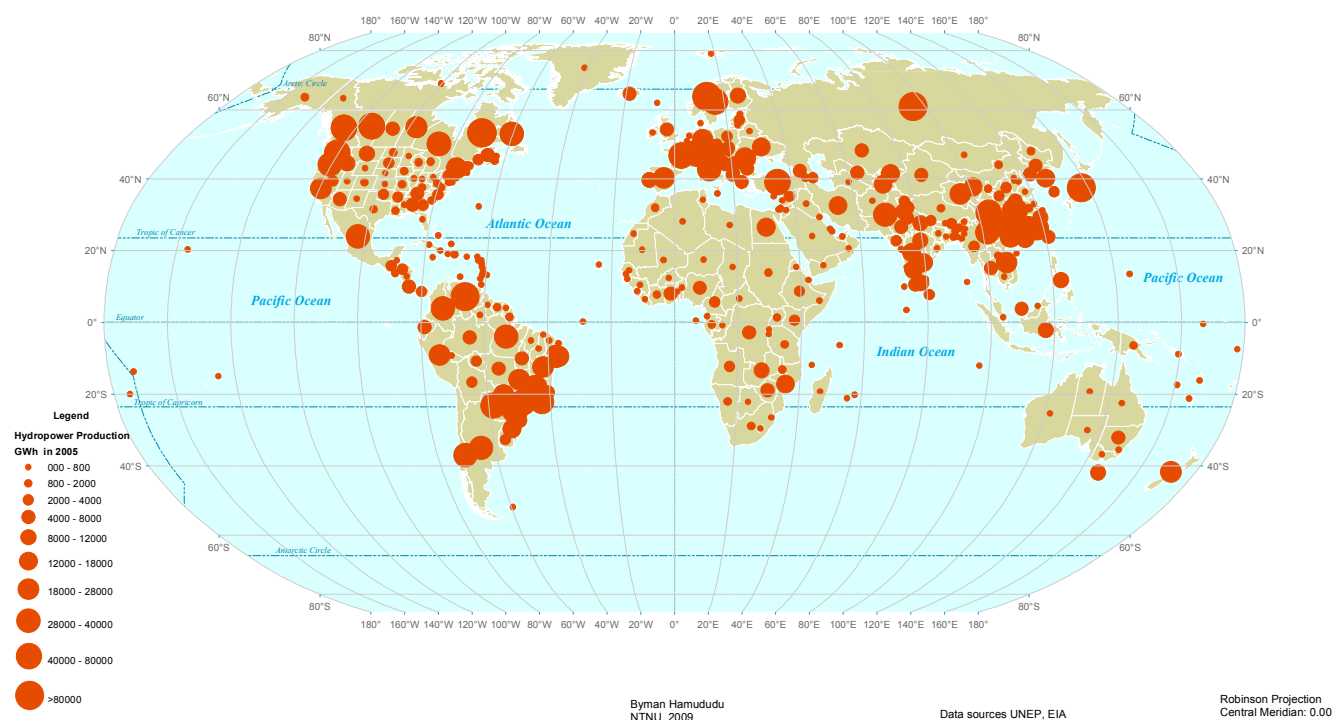 180° 160°W 140°W 120°W 100°W 80°W 60°W 40°W 20°W 0° 20°E 40°E 60°E 80°E 100°E 120°E 140°E 160°E 180°
80°N 80°N
Arctic Circle
60°N 60°N
40°N 40°N
Atlantic Ocean
Tropic of Cancer
20°N 20°N
Pacific Ocean
Pacific Ocean
Equator
0° 0°
Indian Ocean
20°S 20°S
Tropic of Capricorn
40°S 40°S
60°S 60°S
Antarctic Circle
80°S 80°S
180° 160°W 140°W 120°W 100°W 80°W 60°W 40°W 20°W 0° 20°E 40°E 60°E 80°E 100°E 120°E 140°E 160°E 180°
Legend
Hydropower Production
GWh in 2005
000 - 800
800 - 2000
2000 - 4000
4000 - 8000
8000 - 12000
12000 - 18000
18000 - 28000
28000 - 40000
40000 - 80000
>80000
Byman Hamududu
NTNU, 2009
Data sources UNEP, EIA
Robinson Projection
Central Meridian: 0.00